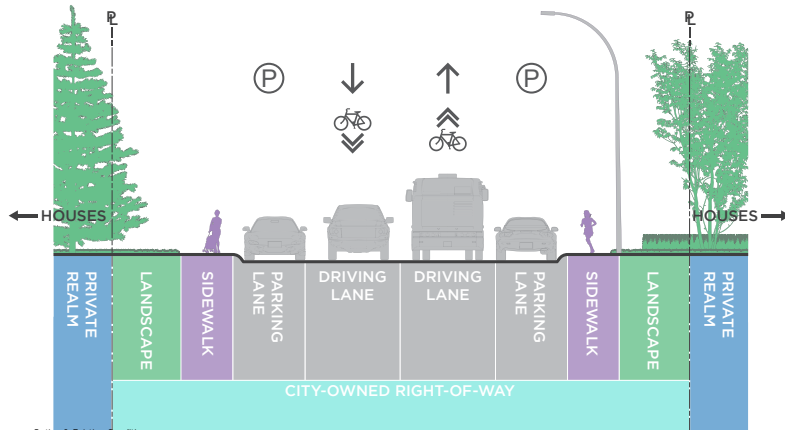 PL
PL
P
P
HOUSES
HOUSES
PRIVATE REALM
LANDSCAPE
SIDEWALK
PARKING LANE
DRIVING
LANE
DRIVING
LANE
PARKING LANE
SIDEWALK
LANDSCAPE
PRIVATE REALM
CITY-OWNED RIGHT-OF-WAY